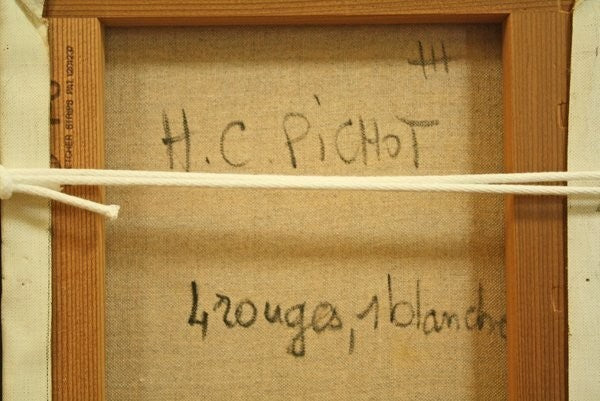 ###
H. C. PiCHOT
4 rouges, 1 blanche